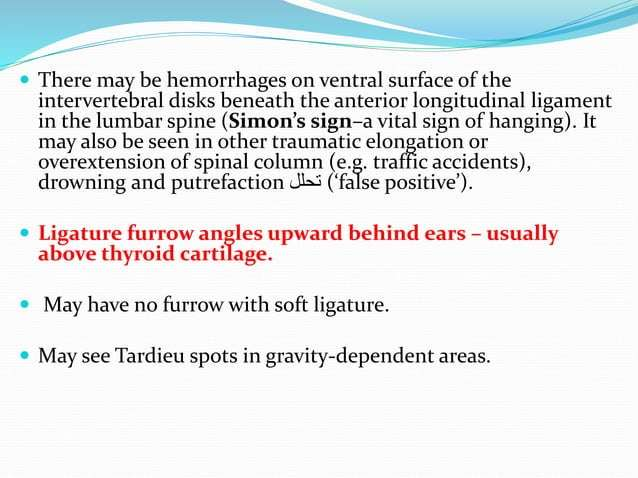 There may be hemorrhages on ventral surface of the
intervertebral disks beneath the anterior longitudinal ligament
in the lumbar spine (Simon’s sign–a vital sign of hanging). It
may also be seen in other traumatic elongation or
overextension of spinal column (e.g. traffic accidents),
drowning and putrefaction تحلل (‘false positive’).
Ligature furrow angles upward behind ears – usually
above thyroid cartilage.
May have no furrow with soft ligature.
May see Tardieu spots in gravity-dependent areas.